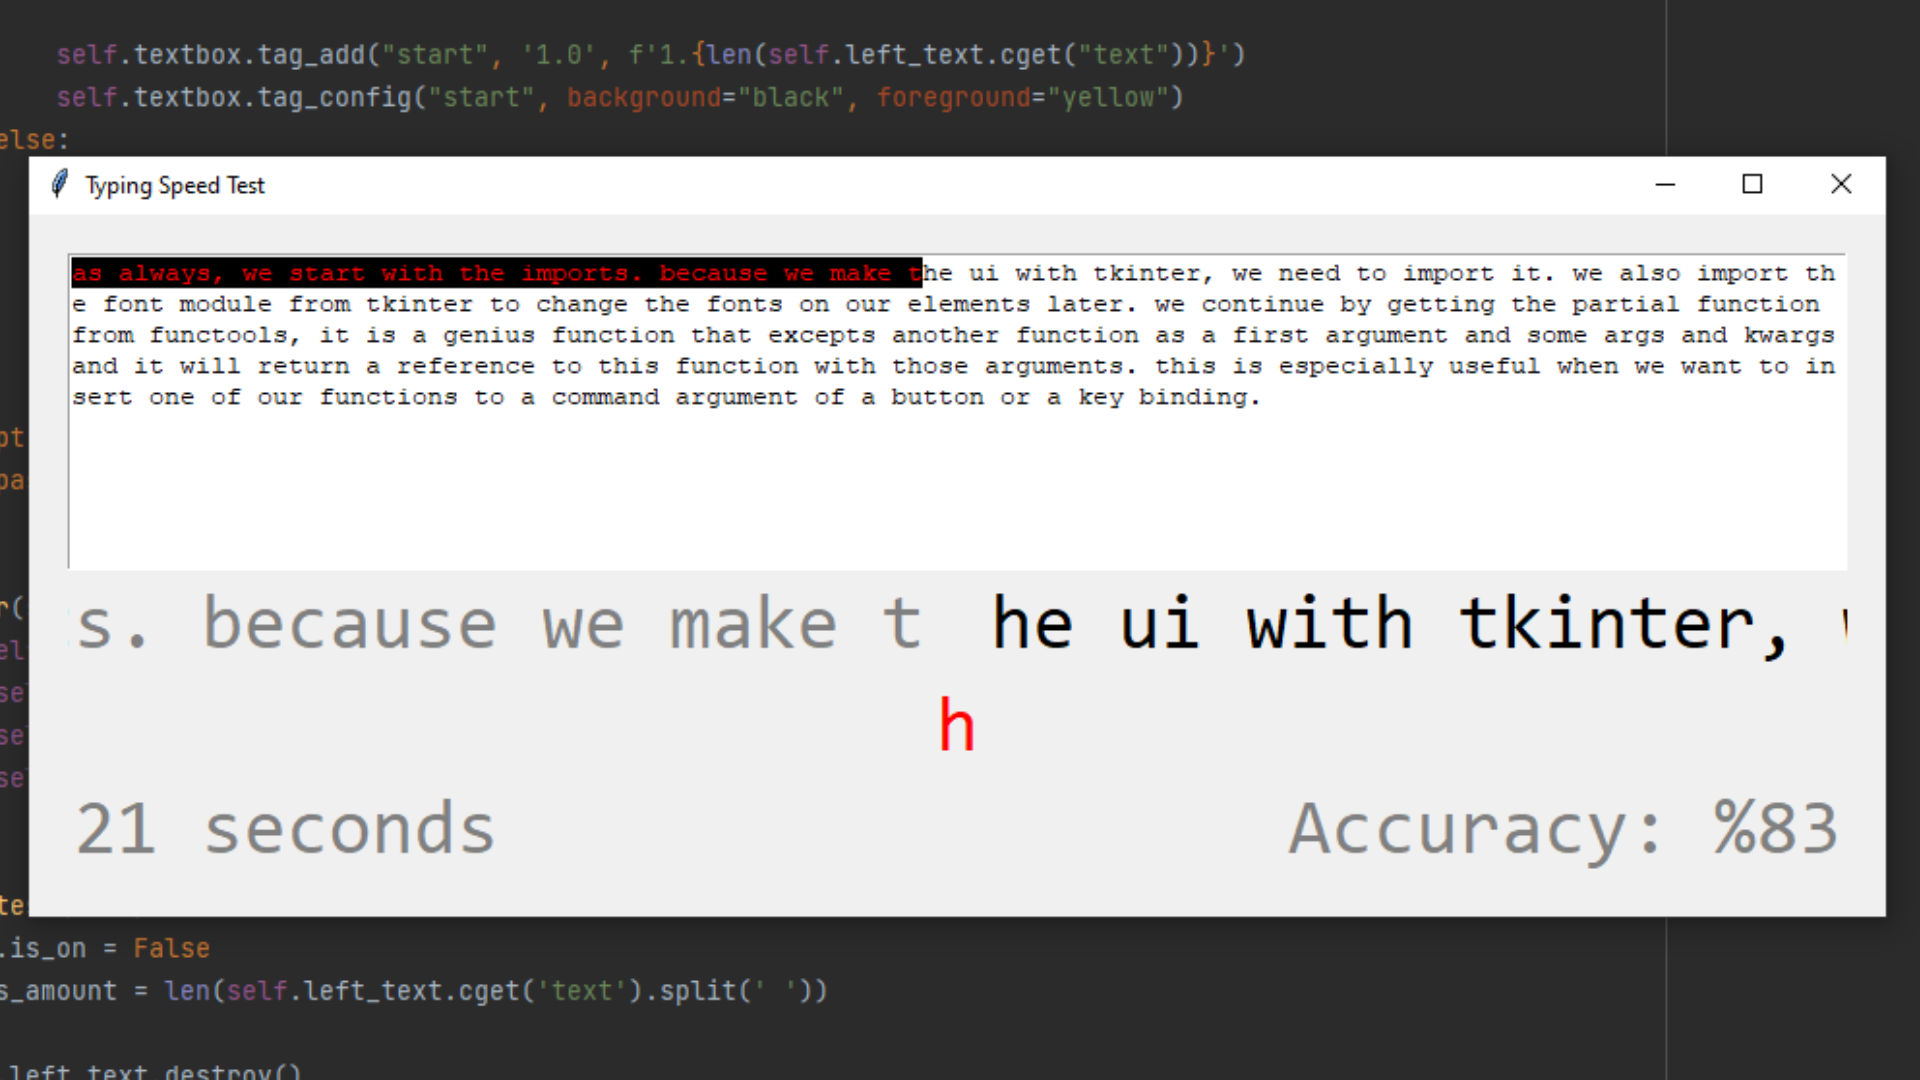 self.textbox.tag_add("start", '1.0', f'1.{len(self.left_text.cget("text"))}')
self.textbox.tag_config("start", background="black", foreground="yellow")
else:
Typing Speed Test
as always, we start with the imports. because we make the ui with tkinter, we need to import it. we also import th
e font module from tkinter to change the fonts on our elements later. we continue by getting the partial function
from functools, it is a genius function that excepts another function as a first argument and some args and kwargs
and it will return a reference to this function with those arguments. this is especially useful when we want to in
sert one of our functions to a command argument of a button or a key binding.
s. because we make t he ui with tkinter,
h
21 seconds Accuracy: %83
.is_on = False
s_amount = len(self.left_text.cget('text').split(' '))
left_text.destroy()